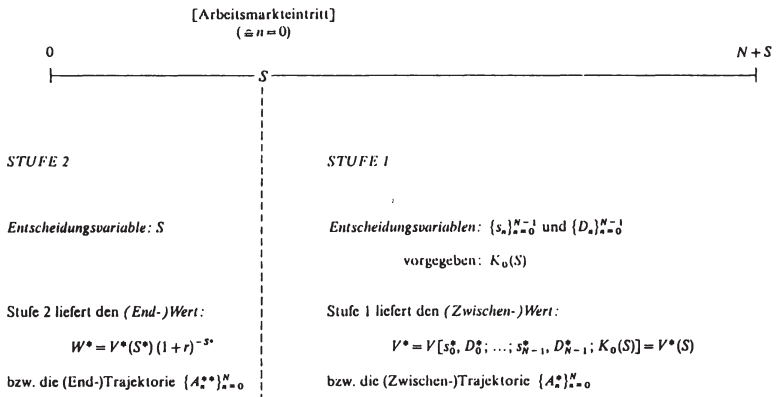 [Arbeitsmarkteintritt]
(≙ n = 0)
0
N + S
S
STUFE 2
Entscheidungsvariable: S
Stufe 2 liefert den (End-)Wert:
W* = V*(S*) (1 + r)^{-S*}
bzw. die (End-)Trajektorie {A_n**}_{n=0}^{N}
STUFE 1
Entscheidungsvariablen: {s_n}_{n=0}^{N-1} und {D_n}_{n=0}^{N-1}
vorgegeben: K_0(S)
Stufe 1 liefert den (Zwischen-)Wert:
V* = V[s_0*, D_0*; ...; s_{N-1}*, D_{N-1}*; K_0(S)] = V*(S)
bzw. die (Zwischen-)Trajektorie {A_n*}_{n=0}^{N}